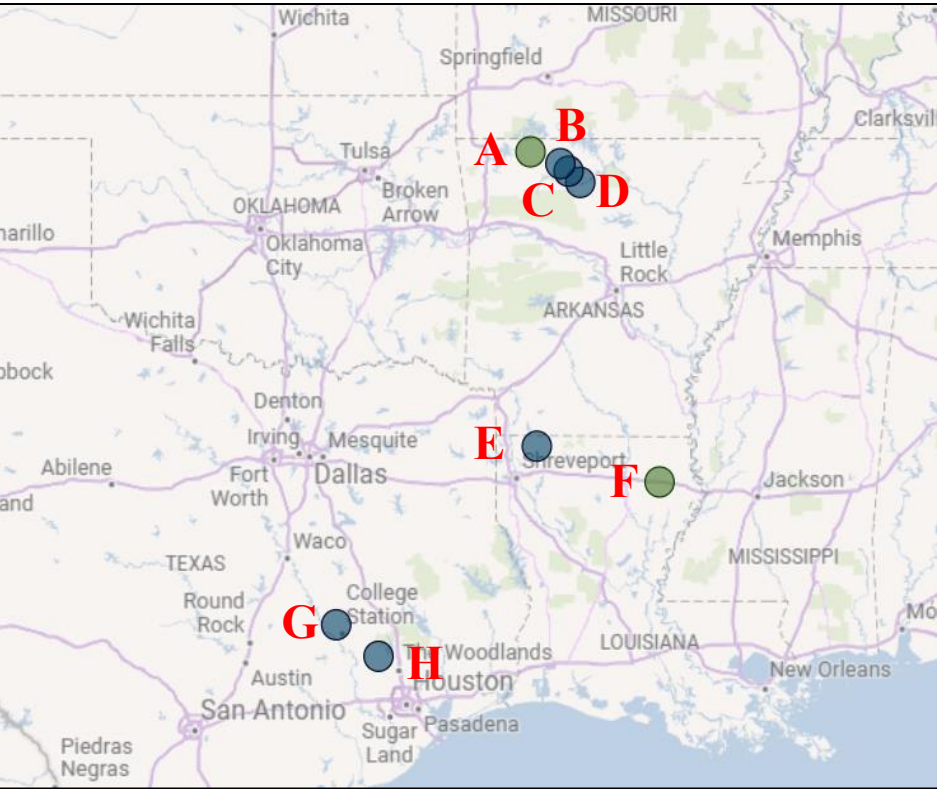 Wichita
MISSOURI
Springfield
Clarksvil
B
A
Tulsa
Broken
Arrow
C
D
OKLAHOMA
Oklahoma
City
narillo
Memphis
Little
Rock
ARKANSAS
Wichita
Falls
bbock
Denton
Irving
Mesquite
Dallas
Fort
Worth
Abilene
and
E
Shreveport
F
Jackson
Waco
TEXAS
MISSISSIPPI
Round
Rock
College
Station
G
Mo
LOUISIANA
The Woodlands
H
Houston
New Orleans
Austin
San Antonio
Pasadena
Sugar
Land
Piedras
Negras